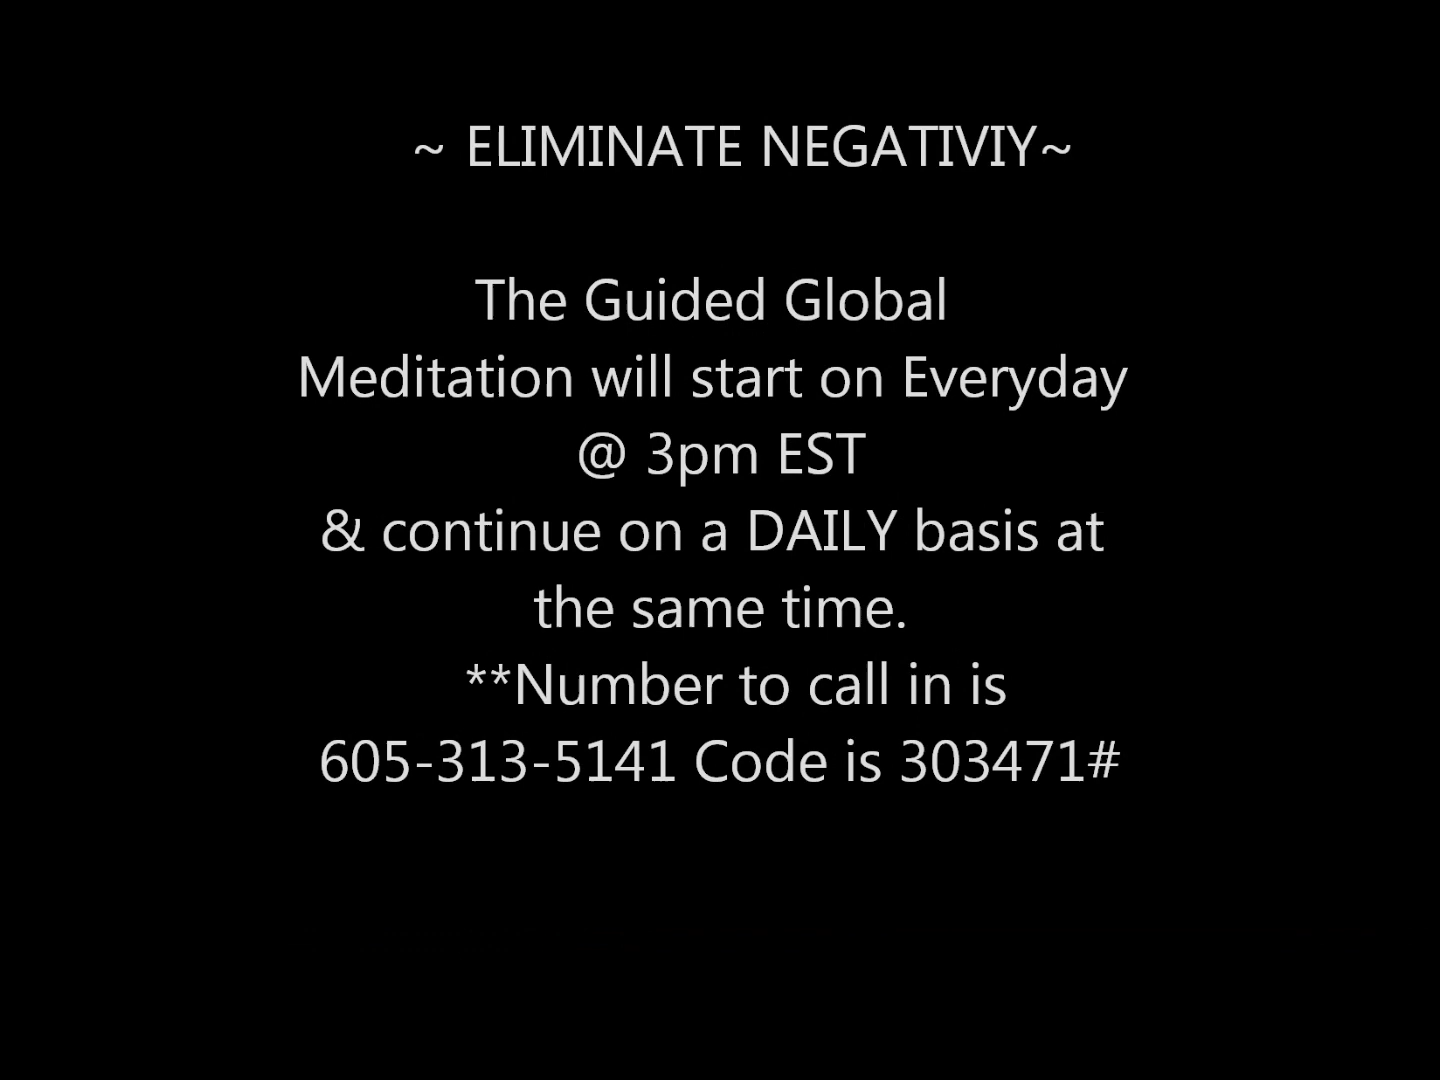 ~ ELIMINATE NEGATIVIY~
The Guided Global
Meditation will start on Everyday
@ 3pm EST
& continue on a DAILY basis at
the same time.
**Number to call in is
605-313-5141 Code is 303471#